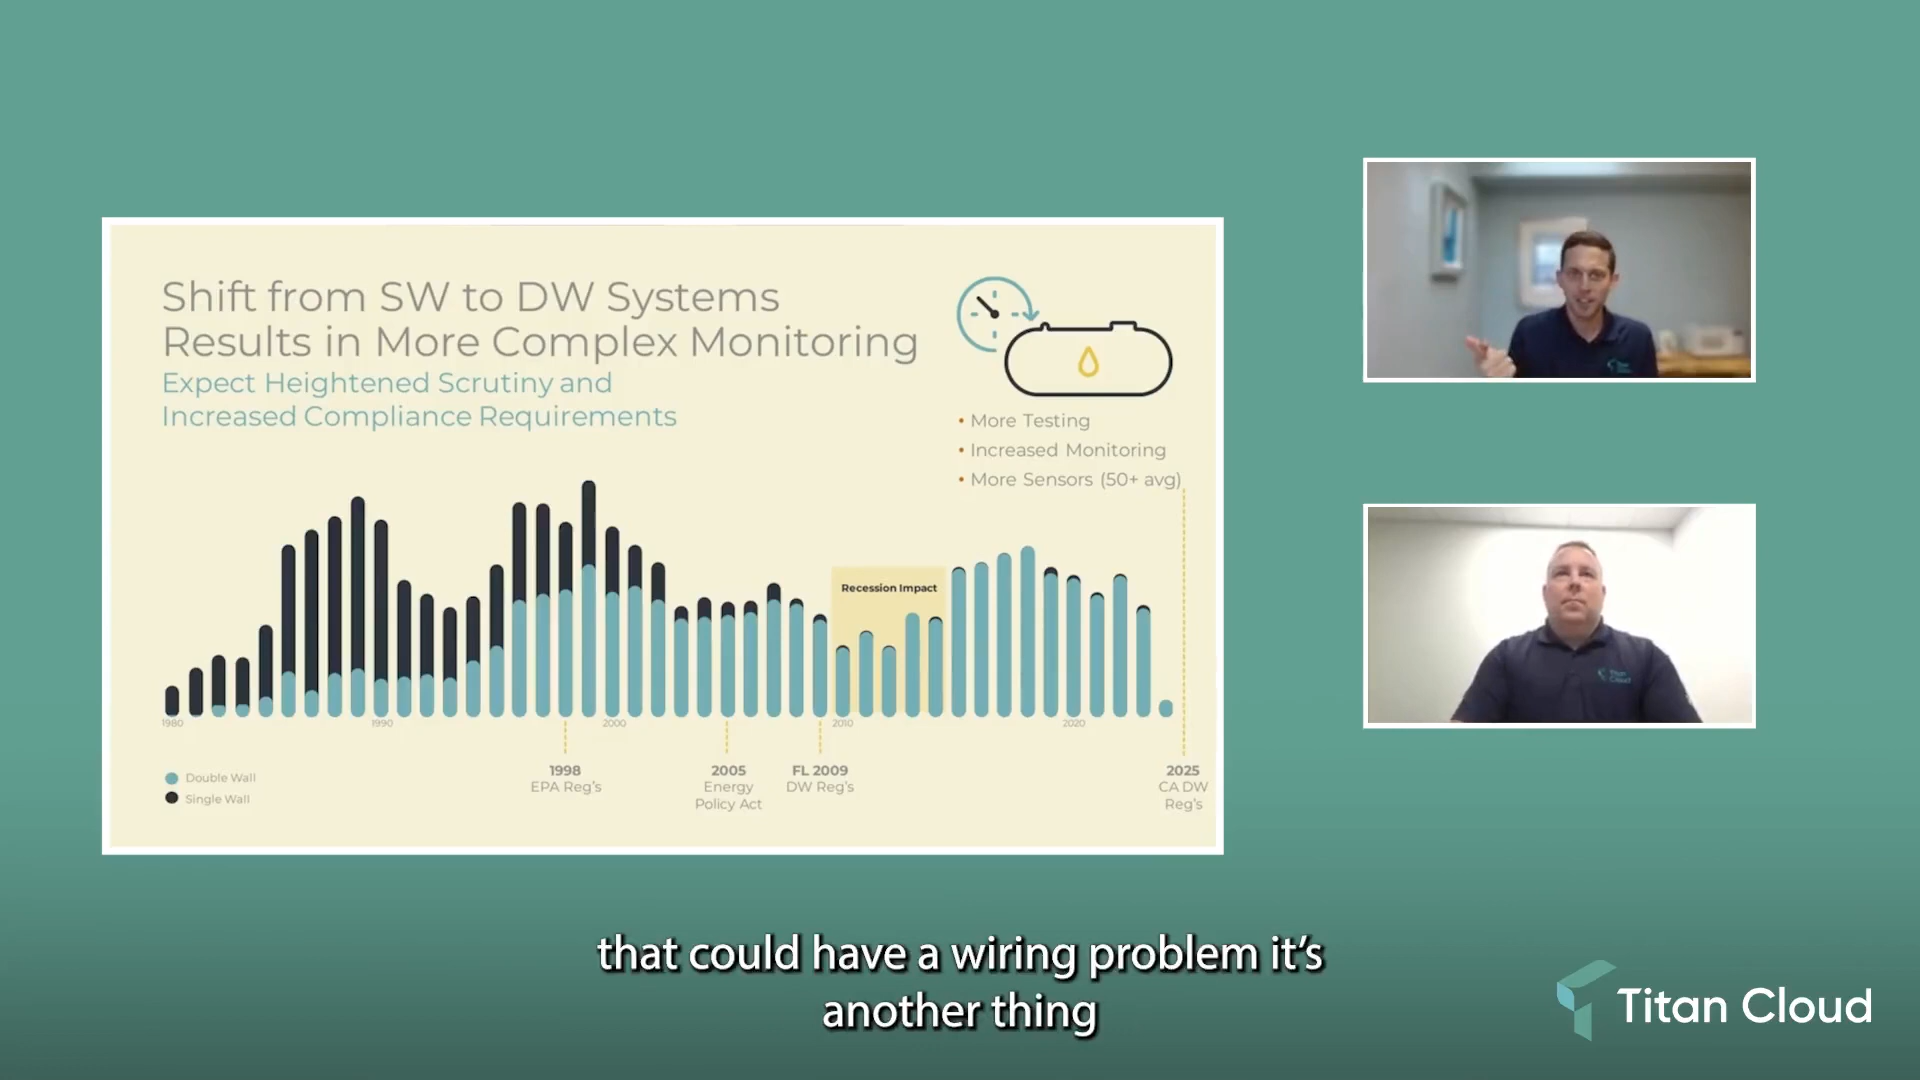 Shift from SW to DW Systems
Results in More Complex Monitoring
Expect Heightened Scrutiny and
Increased Compliance Requirements
• More Testing
• Increased Monitoring
• More Sensors (50+ avg)
Recession Impact
1980
1990
2000
2010
2020
1998
EPA Reg's
2005
Energy
Policy Act
FL 2009
DW Reg's
2025
CA DW
Reg's
Double Wall
Single Wall
Titan
Cloud
that could have a wiring problem it's
another thing
Titan Cloud